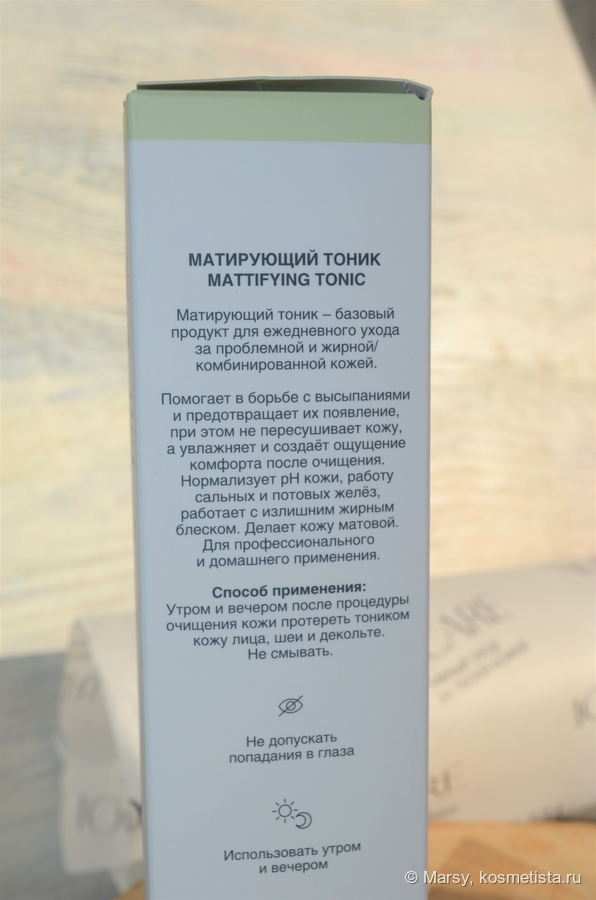 МАТИРУЮЩИЙ ТОНИК
MATTIFYING TONIC
Матирующий тоник – базовый
продукт для ежедневного ухода
за проблемной и жирной/
комбинированной кожей.
Помогает в борьбе с высыпаниями
и предотвращает их появление,
при этом не пересушивает кожу,
а увлажняет и создаёт ощущение
комфорта после очищения.
Нормализует pH кожи, работу
сальных и потовых желёз,
работает с излишним жирным
блеском. Делает кожу матовой.
Для профессионального
и домашнего применения.
Способ применения:
Утром и вечером после процедуры
очищения кожи протереть тоником
кожу лица, шеи и декольте.
Не смывать.
Не допускать
попадания в глаза
Использовать утром
и вечером
© Marsy, kosmetista.ru